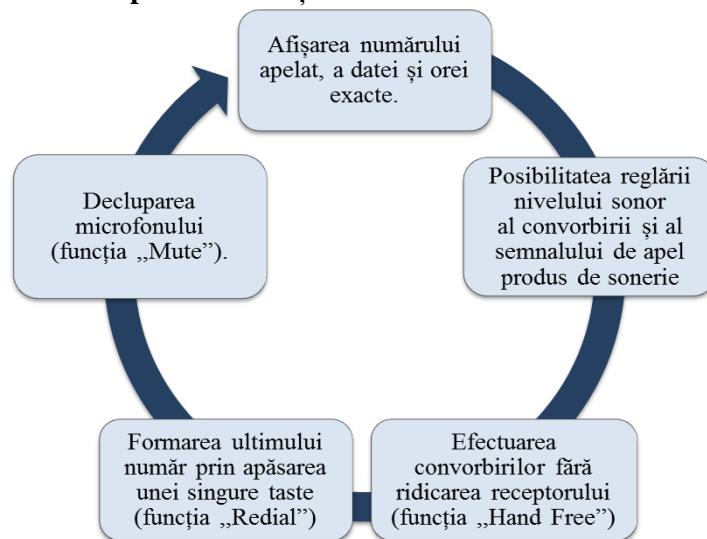 Afișarea numărului
apelat, a datei și orei
exacte.
Posibilitatea reglării
nivelului sonor
al convorbirii și al
semnalului de apel
produs de sonerie
Efectuarea
convorbirilor fără
ridicarea receptorului
(funcția ,,Hand Free”)
Formarea ultimului
număr prin apăsarea
unei singure taste
(funcția ,,Redial”)
Decluparea
microfonului
(funcția ,,Mute”).